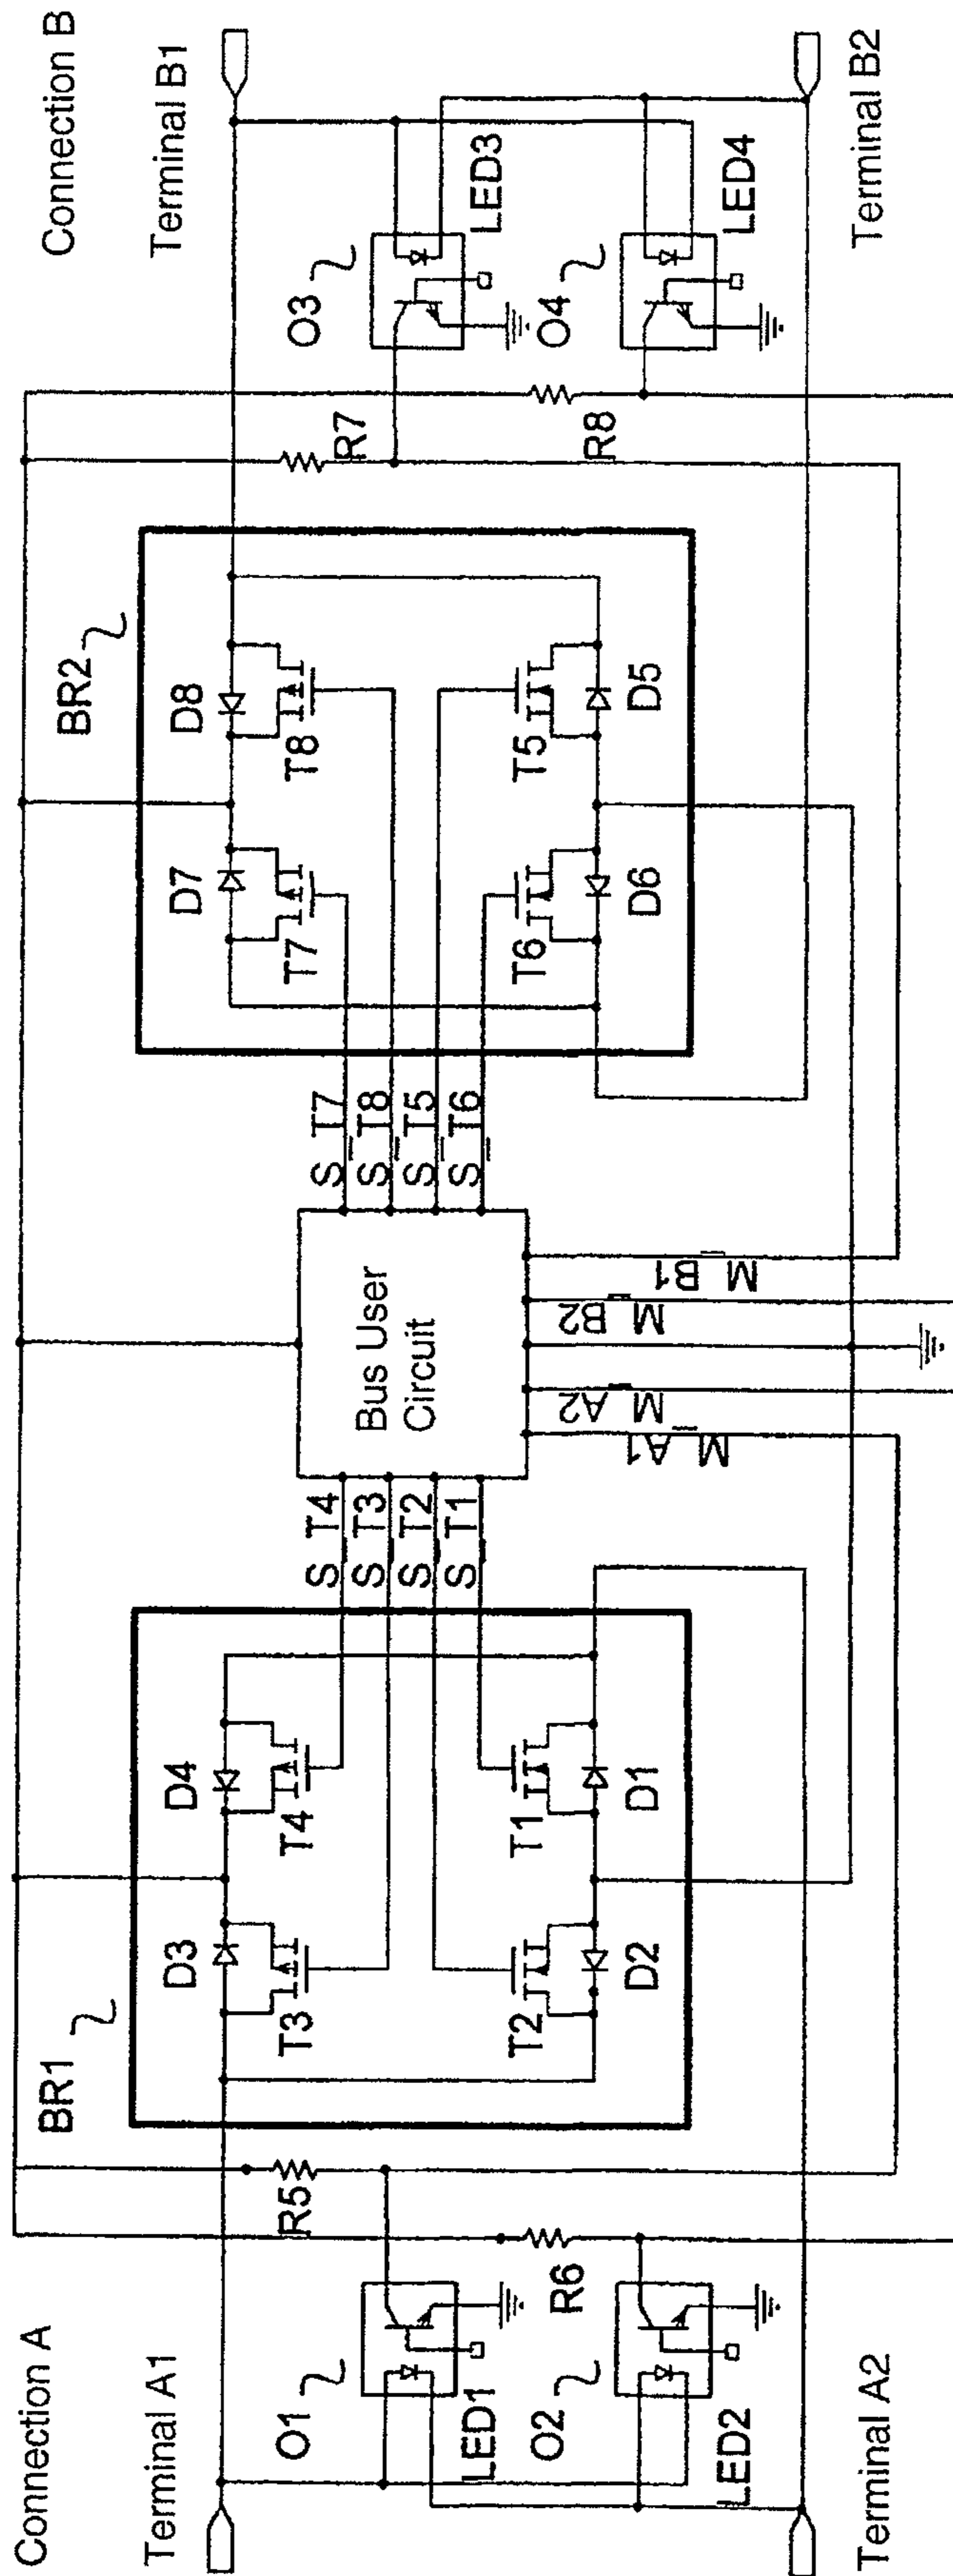 Connection A
Connection B
Terminal A1
Terminal B1
BR1
BR2
D3
D4
D7
D8
T3
T4
T7
T8
O1
R5
S_T4
S_T3
S_T2
S_T1
Bus User
Circuit
S_T7
S_T8
S_T5
S_T6
R7
O3
LED1
LED3
T2
T1
T6
T5
O2
R6
R8
O4
D2
D1
D6
D5
LED2
LED4
M_A1
M_A2
M_B2
M_B1
Terminal A2
Terminal B2